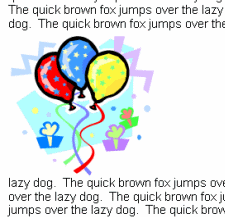 The quick brown fox jumps over the lazy
dog.  The quick brown fox jumps over the
lazy dog.  The quick brown fox jumps ove
over the lazy dog.  The quick brown fox ju
jumps over the lazy dog.  The quick brow